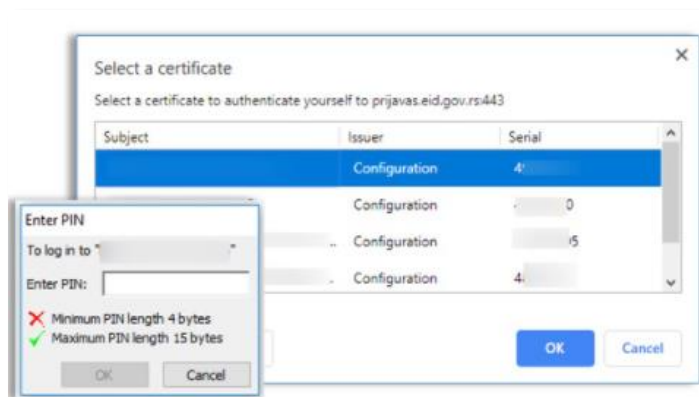 Select a certificate
Select a certificate to authenticate yourself to prijavas.eid.gov.rs:443
Subject Issuer Serial
Configuration
Configuration
Configuration
Configuration
OK Cancel
Enter PIN
To log in to " "
Enter PIN:
Minimum PIN length 4 bytes
Maximum PIN length 15 bytes
OK Cancel